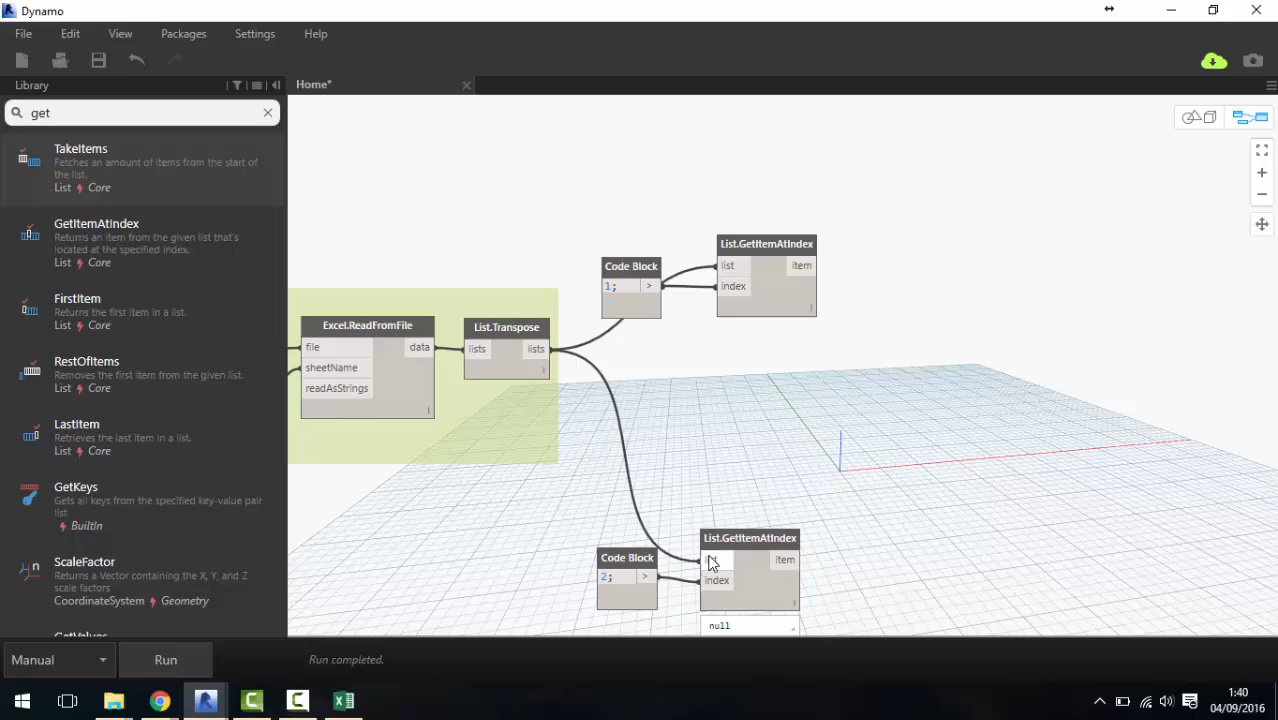 Dynamo
File Edit View Packages Settings Help
Library
Home*
get
TakeItems
Fetches an amount of items from the start of
the list.
List Core
GetItemAtIndex
Returns an item from the given list that's
located at the specified index.
List Core
FirstItem
Returns the first item in a list.
List Core
RestOfItems
Removes the first item from the given list.
List Core
LastItem
Retrieves the last item in a list.
List Core
GetKeys
Gets all keys from the specified key-value pair
list
BuiltIn
ScaleFactor
Returns a Vector containing the X, Y, and Z
scale factors
CoordinateSystem Geometry
Excel.ReadFromFile
file data
sheetName
readAsStrings
List.Transpose
lists lists
Code Block
1; >
List.GetItemAtIndex
list item
index
Code Block
2; >
List.GetItemAtIndex
item
index
null
Manual Run Run completed.
1:40
04/09/2016